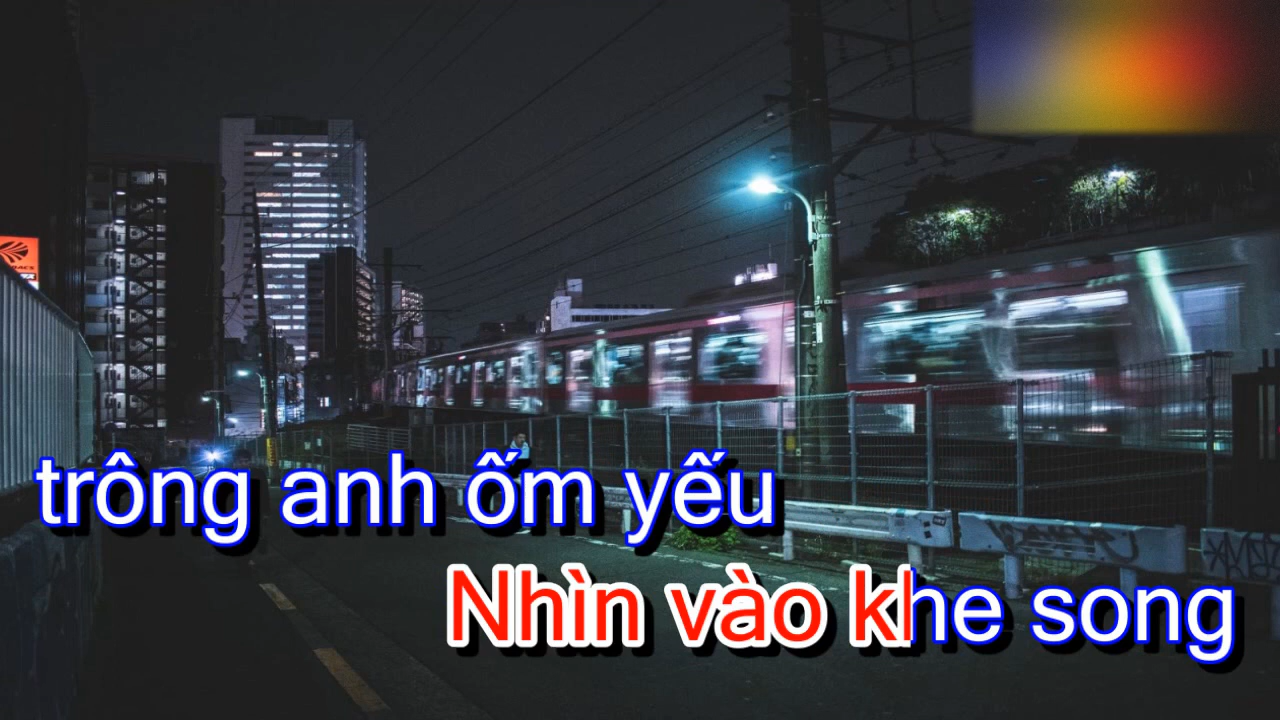 trông anh ốm yếu
Nhìn vào khe song